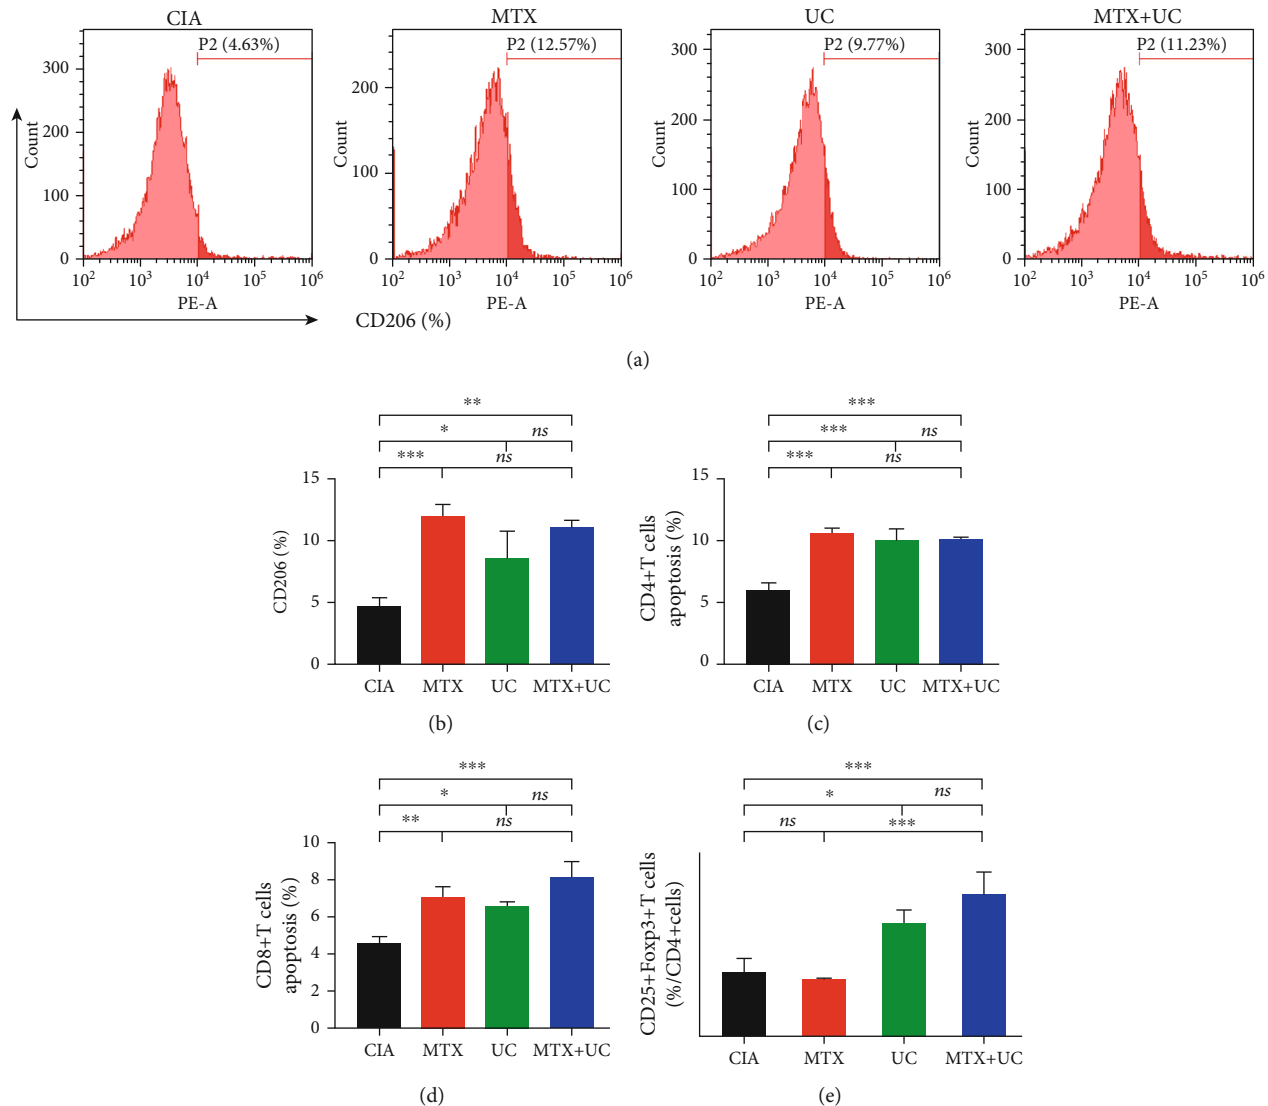 CIA
MTX
UC
MTX+UC
P2 (4.63%)
P2 (12.57%)
P2 (9.77%)
P2 (11.23%)
Count
300
200
100
0
10² 10³ 10⁴ 10⁵ 10⁶
PE-A
Count
200
100
0
10² 10³ 10⁴ 10⁵ 10⁶
PE-A
Count
300
200
100
0
10² 10³ 10⁴ 10⁵ 10⁶
PE-A
Count
300
200
100
0
10² 10³ 10⁴ 10⁵ 10⁶
PE-A
CD206 (%)
(a)
**
* ns
*** ns
CD206 (%)
15
10
5
0
CIA MTX UC MTX+UC
(b)
***
*** ns
*** ns
CD4+T cells
apoptosis (%)
15
10
5
0
CIA MTX UC MTX+UC
(c)
***
* ns
** ns
CD8+T cells
apoptosis (%)
10
8
6
4
2
0
CIA MTX UC MTX+UC
(d)
***
* ns
ns ***
CD25+Foxp3+T cells
(%/CD4+cells)
CIA MTX UC MTX+UC
(e)